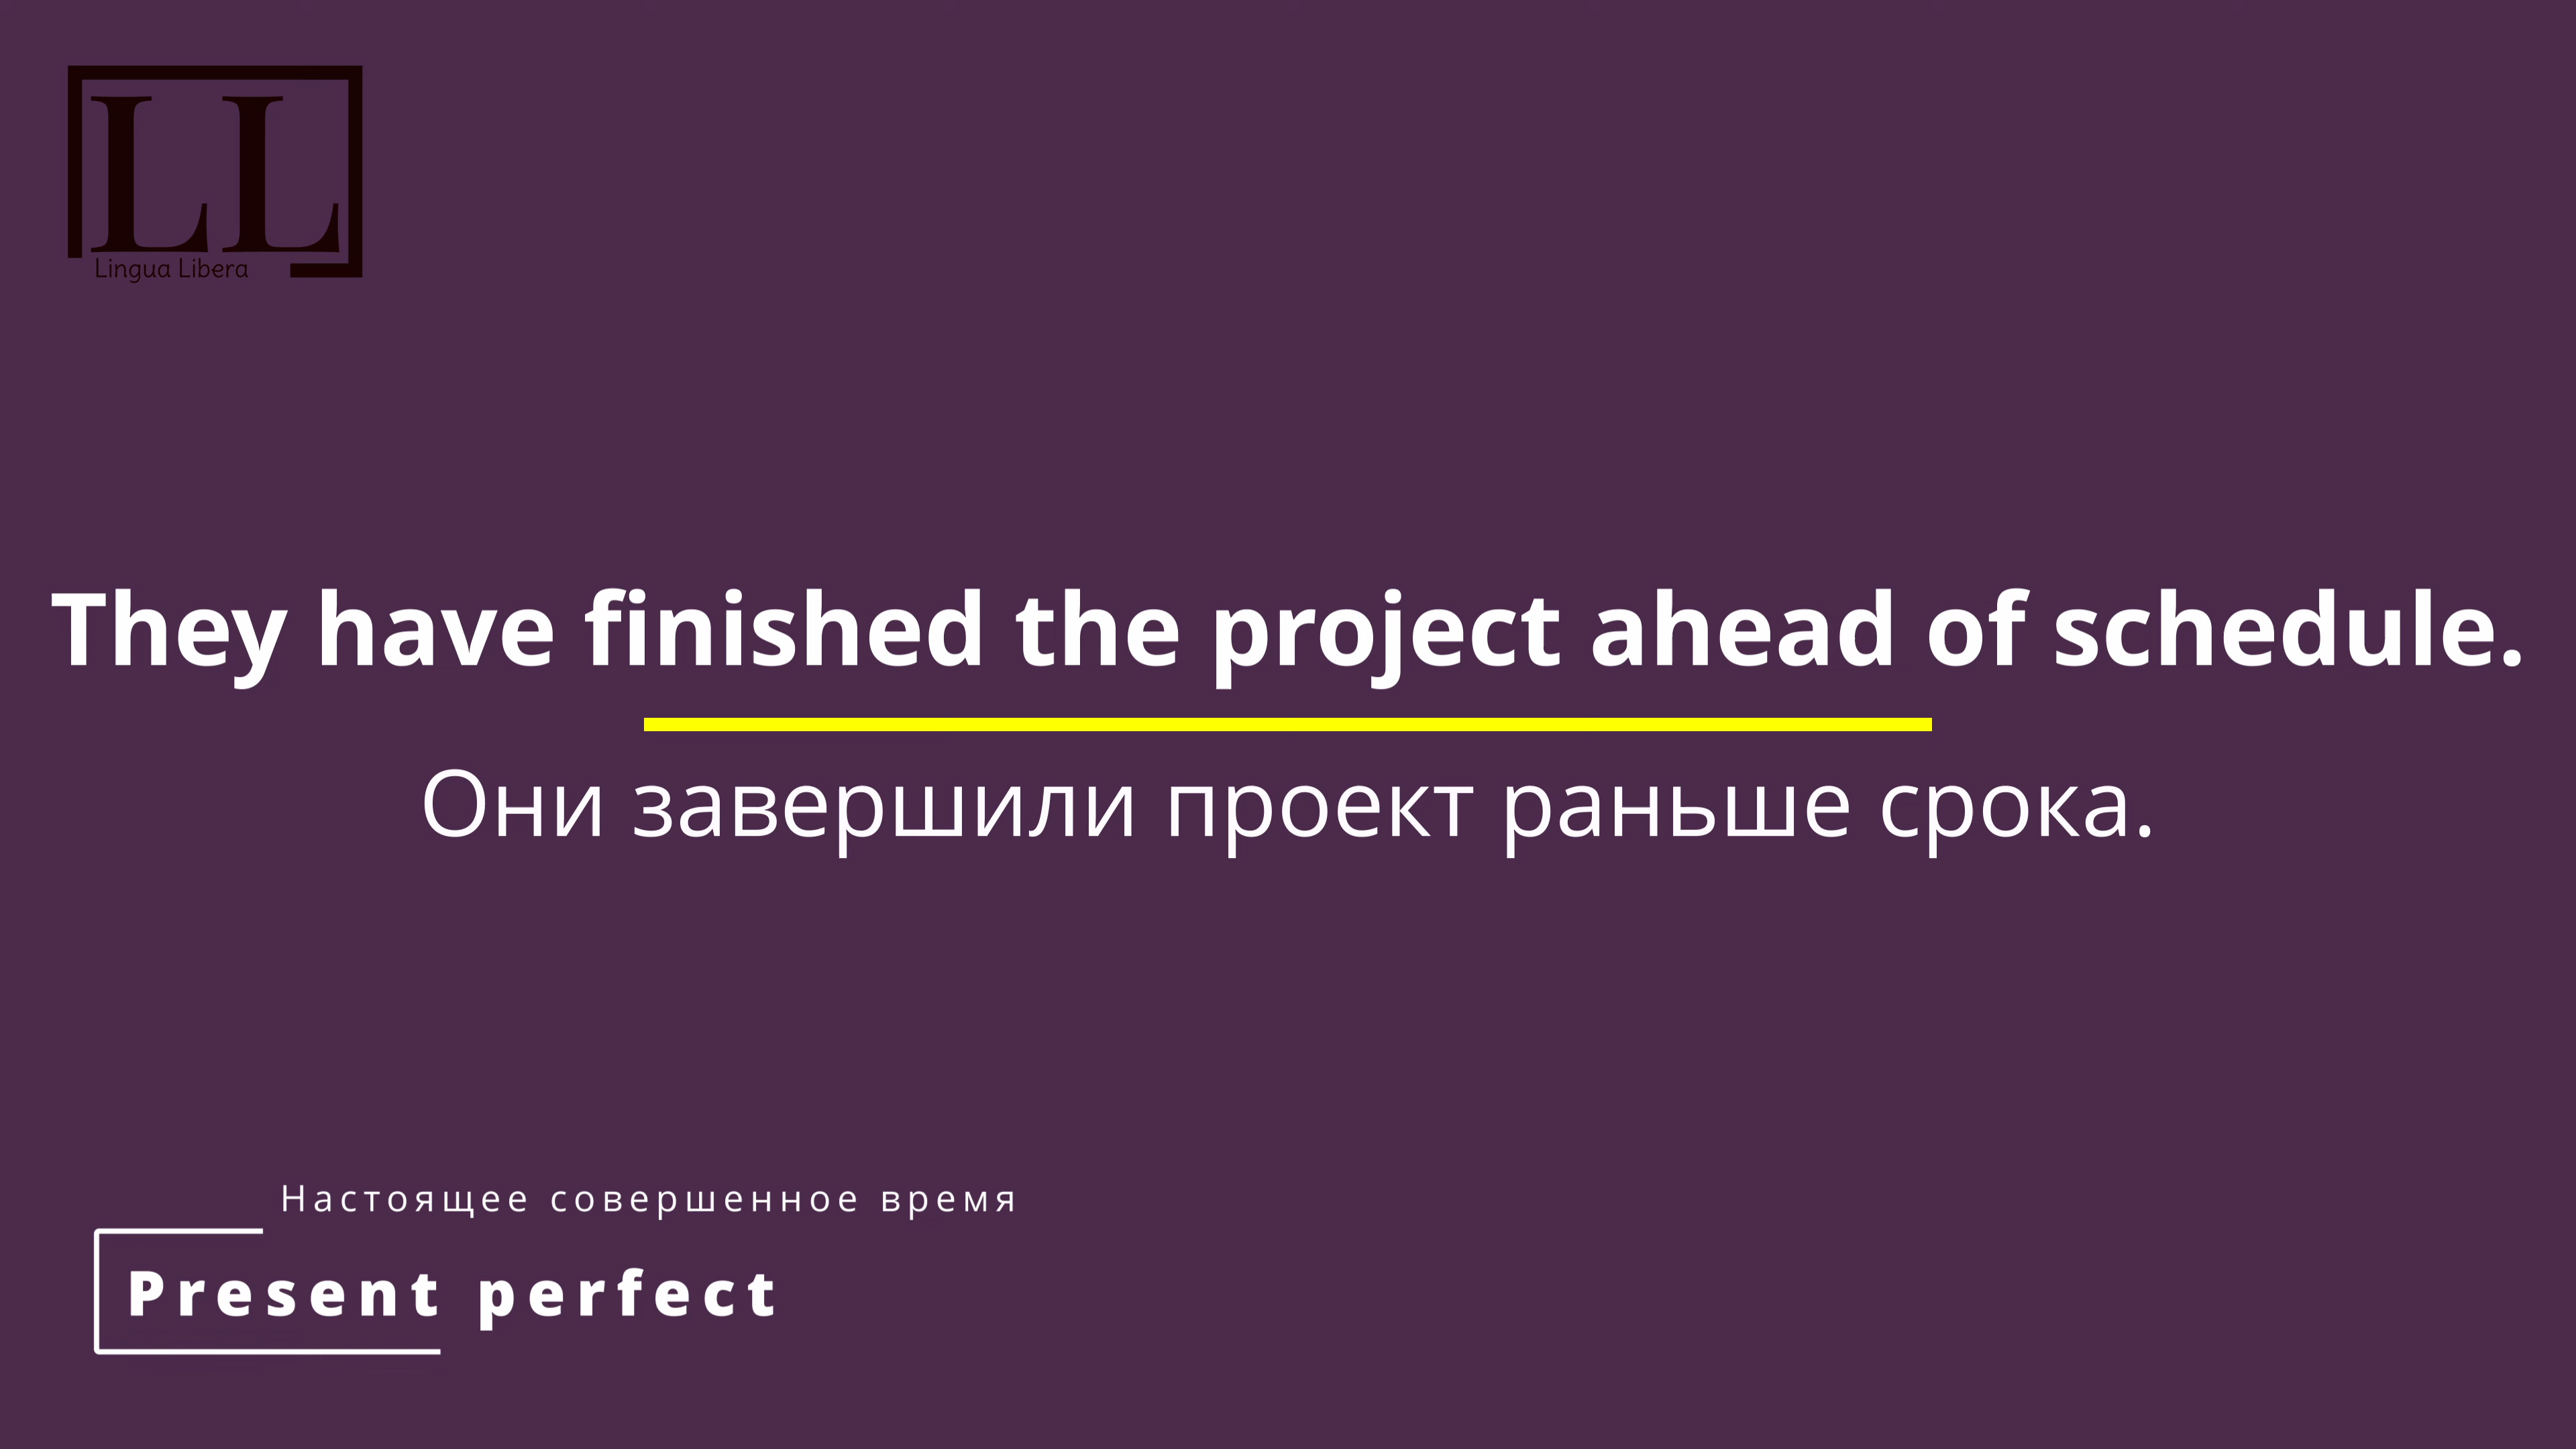 LL
Lingua Libera
They have finished the project ahead of schedule.
Они завершили проект раньше срока.
Настоящее совершенное время
Present perfect